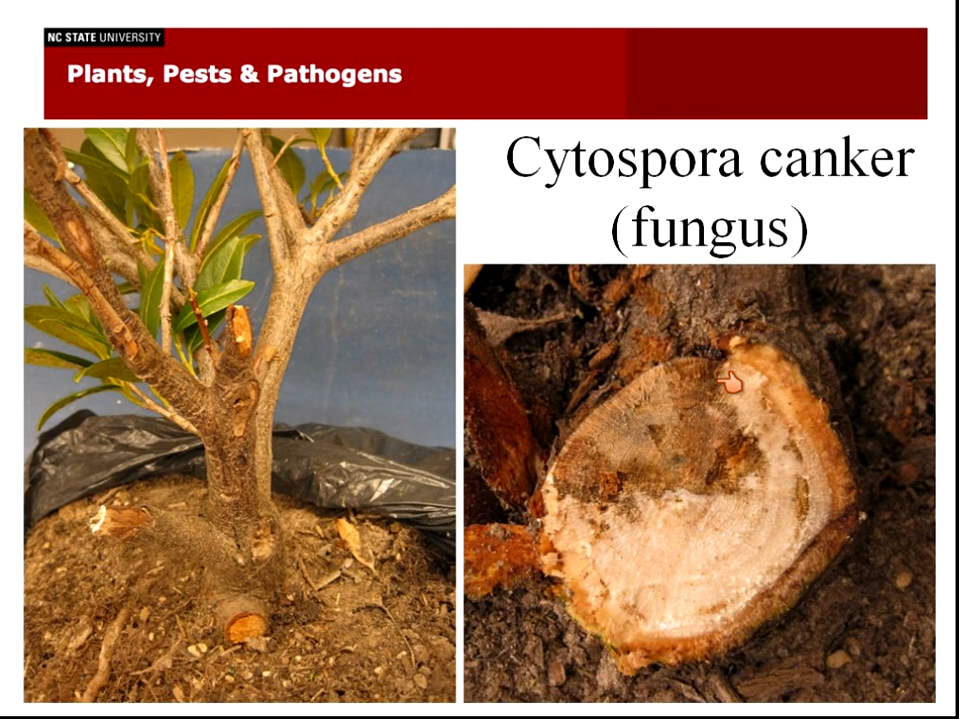 NC STATE UNIVERSITY
Plants, Pests & Pathogens
Cytospora canker
(fungus)